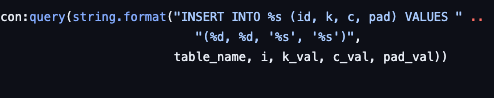 con:query(string.format("INSERT INTO %s (id, k, c, pad) VALUES " ..
"(%d, %d, '%s', '%s')",
table_name, i, k_val, c_val, pad_val))